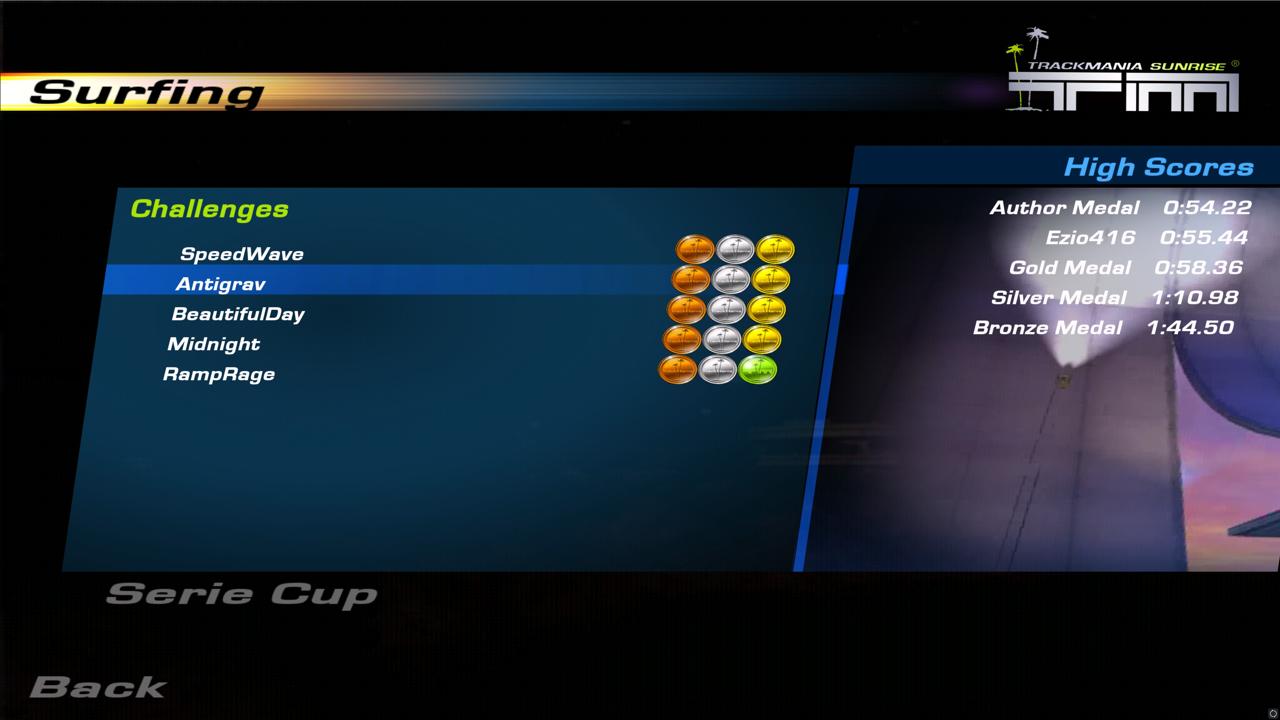 Surfing
TRACKMANIA SUNRISE ®
TM
High Scores
Challenges
SpeedWave
Antigrav
BeautifulDay
Midnight
RampRage
Author Medal 0:54.22
Ezio416 0:55.44
Gold Medal 0:58.36
Silver Medal 1:10.98
Bronze Medal 1:44.50
Serie Cup
Back